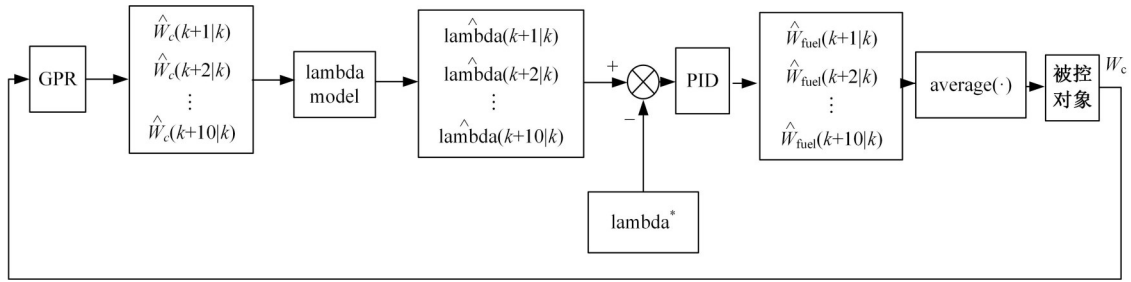 GPR
Ŵc(k+1|k)
Ŵc(k+2|k)
⋮
Ŵc(k+10|k)
lambda
model
lambdâ(k+1|k)
lambdâ(k+2|k)
⋮
lambdâ(k+10|k)
+
−
lambda*
PID
Ŵfuel(k+1|k)
Ŵfuel(k+2|k)
⋮
Ŵfuel(k+10|k)
average(·)
被控
对象
Wc